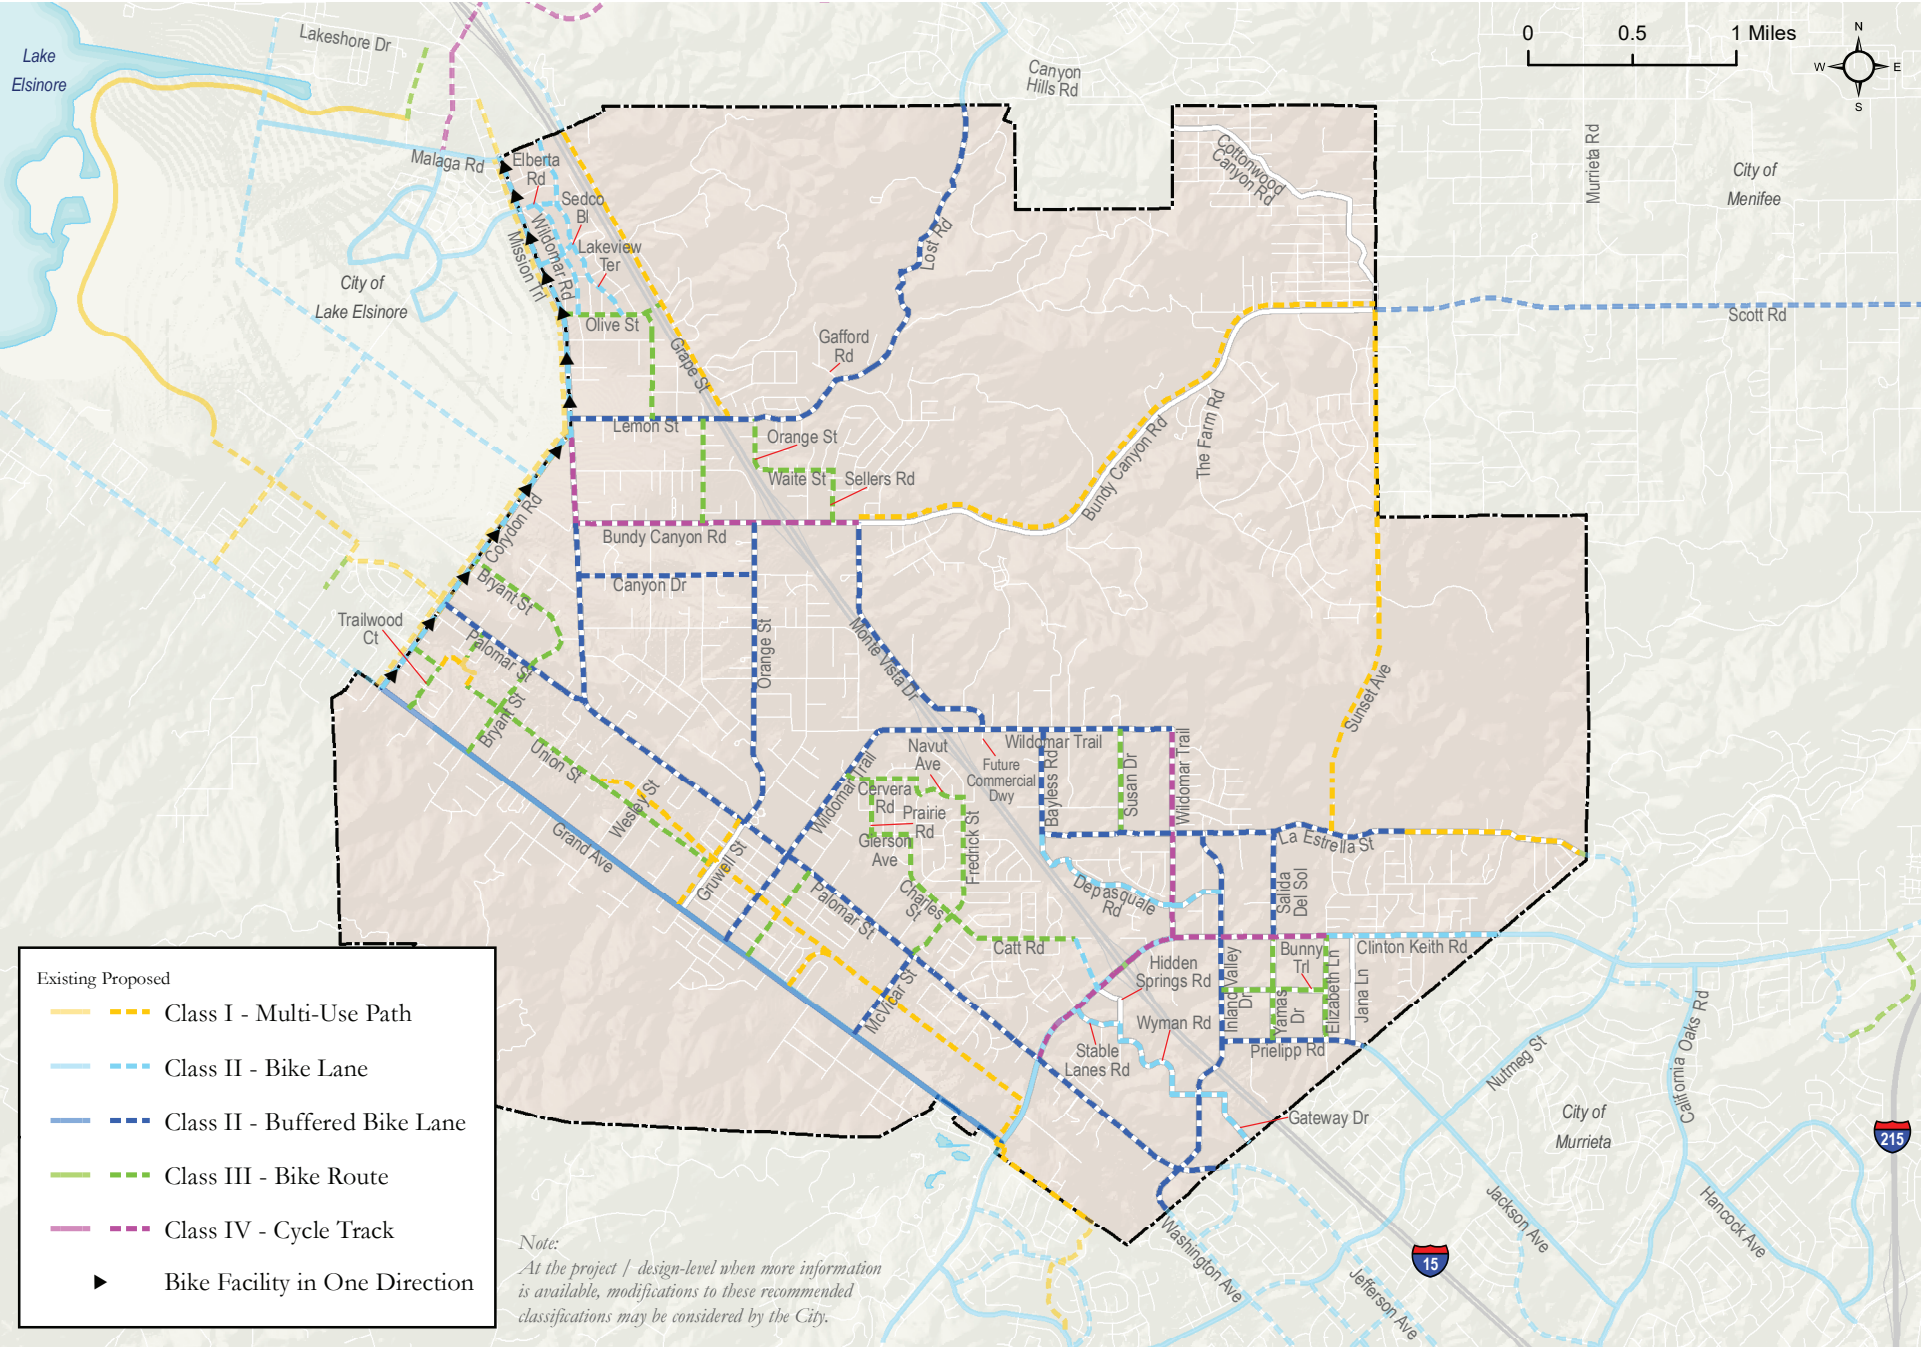 Lakeshore Dr
Lake
Elsinore
Canyon
Hills Rd
0 0.5 1 Miles
N
W E
S
Murrieta Rd
City of
Menifee
Cottonwood
Canyon Rd
Malaga Rd
Elberta
Rd
Sedco
Bl
Wildomar Rd
Mission Trl
Lakeview
Ter
Lost Rd
City of
Lake Elsinore
Olive St
Grape St
Gafford
Rd
Scott Rd
Lemon St
Orange St
Waite St
Sellers Rd
Bundy Canyon Rd
The Farm Rd
Corydon Rd
Bundy Canyon Rd
Canyon Dr
Bryant St
Trailwood
Ct
Palomar St
Orange St
Monte Vista Dr
Sunset Ave
Bryant St
Union St
Wildomar Trail
Navut
Ave
Wildomar Trail
Future
Commercial
Dwy
Bayless Rd
Susan Dr
Wildomar Trail
Cervera
Rd
Prairie
Rd
Gierson
Ave
Fredrick St
Wesley St
Grand Ave
Gruwell St
La Estrella St
Charles
St
Depasquale
Rd
Salida
Del Sol
Palomar St
Catt Rd
Clinton Keith Rd
Hidden
Springs Rd
Inland Valley
Dr
Bunny
Trl
Yamas
Dr
Elizabeth Ln
Jana Ln
McVicar St
Stable
Lanes Rd
Wyman Rd
Prielipp Rd
Gateway Dr
Nutmeg St
California Oaks Rd
City of
Murrieta
215
Jackson Ave
Hancock Ave
Washington Ave
Jefferson Ave
15
Existing Proposed
Class I - Multi-Use Path
Class II - Bike Lane
Class II - Buffered Bike Lane
Class III - Bike Route
Class IV - Cycle Track
Bike Facility in One Direction
Note:
At the project / design-level when more information
is available, modifications to these recommended
classifications may be considered by the City.